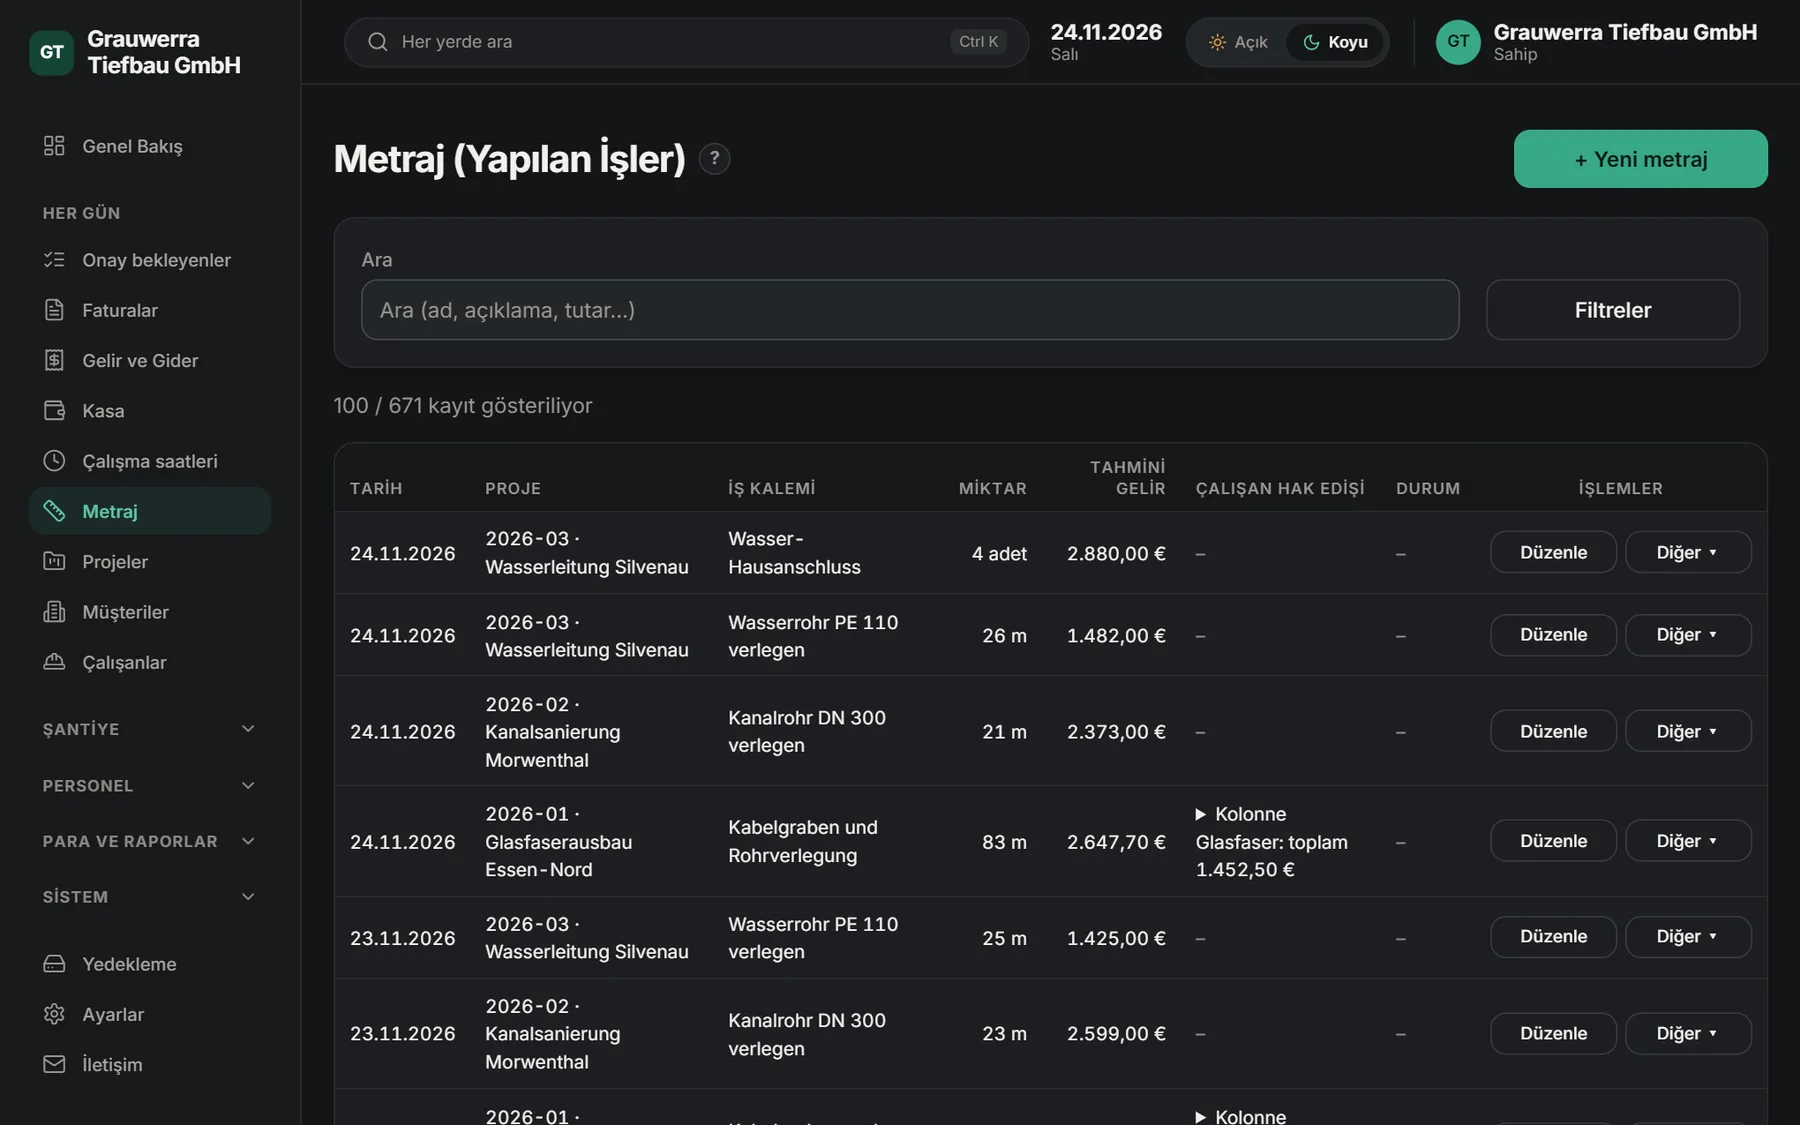 GT
Grauwerra
Tiefbau GmbH
Her yerde ara
Ctrl K
24.11.2026
Salı
Açık
Koyu
GT
Grauwerra Tiefbau GmbH
Sahip
Genel Bakış
HER GÜN
Onay bekleyenler
Faturalar
Gelir ve Gider
Kasa
Çalışma saatleri
Metraj
Projeler
Müşteriler
Çalışanlar
ŞANTİYE
PERSONEL
PARA VE RAPORLAR
SİSTEM
Yedekleme
Ayarlar
İletişim
Metraj (Yapılan İşler)
?
+ Yeni metraj
Ara
Ara (ad, açıklama, tutar...)
Filtreler
100 / 671 kayıt gösteriliyor
TARİH PROJE İŞ KALEMİ MİKTAR TAHMİNİ GELİR ÇALIŞAN HAK EDİŞİ DURUM İŞLEMLER
24.11.2026
2026-03 ·
Wasserleitung Silvenau
Wasser-
Hausanschluss
4 adet
2.880,00 €
–
–
Düzenle
Diğer ▾
24.11.2026
2026-03 ·
Wasserleitung Silvenau
Wasserrohr PE 110
verlegen
26 m
1.482,00 €
–
–
Düzenle
Diğer ▾
24.11.2026
2026-02 ·
Kanalsanierung
Morwenthal
Kanalrohr DN 300
verlegen
21 m
2.373,00 €
–
–
Düzenle
Diğer ▾
24.11.2026
2026-01 ·
Glasfaserausbau
Essen-Nord
Kabelgraben und
Rohrverlegung
83 m
2.647,70 €
▶ Kolonne
Glasfaser: toplam
1.452,50 €
–
Düzenle
Diğer ▾
23.11.2026
2026-03 ·
Wasserleitung Silvenau
Wasserrohr PE 110
verlegen
25 m
1.425,00 €
–
–
Düzenle
Diğer ▾
23.11.2026
2026-02 ·
Kanalsanierung
Morwenthal
Kanalrohr DN 300
verlegen
23 m
2.599,00 €
–
–
Düzenle
Diğer ▾
2026-01 ·
▶ Kolonne